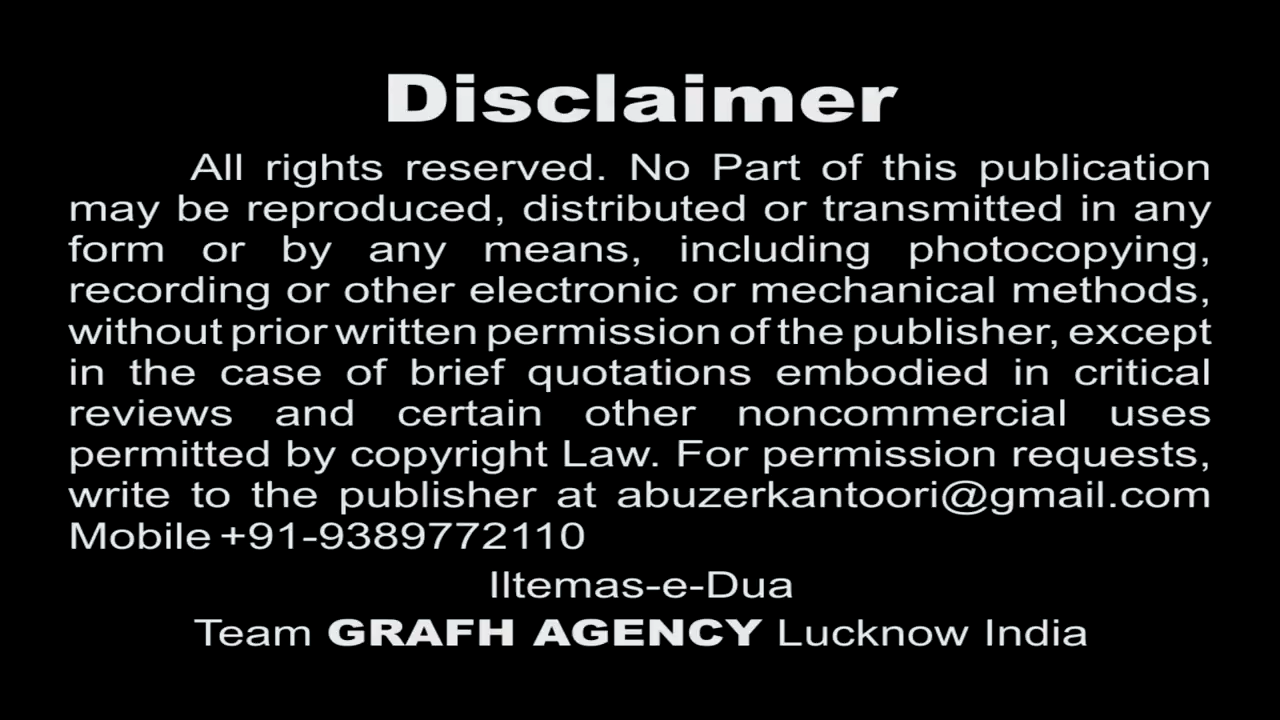 Disclaimer
All rights reserved. No Part of this publication
may be reproduced, distributed or transmitted in any
form or by any means, including photocopying,
recording or other electronic or mechanical methods,
without prior written permission of the publisher, except
in the case of brief quotations embodied in critical
reviews and certain other noncommercial uses
permitted by copyright Law. For permission requests,
write to the publisher at abuzerkantoori@gmail.com
Mobile +91-9389772110
IItemas-e-Dua
Team GRAFH AGENCY Lucknow India